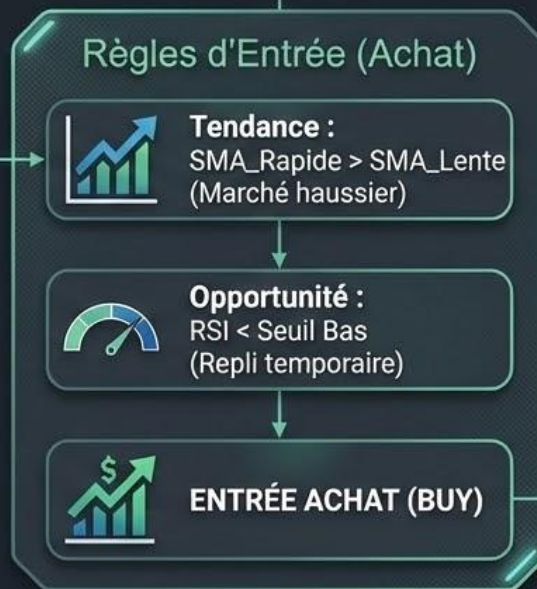 Règles d'Entrée (Achat)
Tendance :
SMA_Rapide > SMA_Lente
(Marché haussier)
Opportunité :
RSI < Seuil Bas
(Repli temporaire)
$
ENTRÉE ACHAT (BUY)